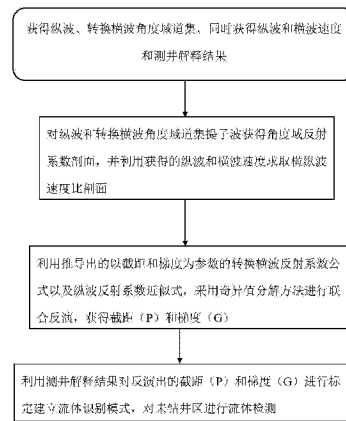 获得纵波、转换横波角度域道集，同时获得纵波和横波速度
和测井解释结果
对纵波和转换横波角度域道集提子波获得角度域反射
系数剖面，并利用获得的纵波和横波速度求取横纵波
速度比剖面
利用推导出的以截距和梯度为参数的转换横波反射系数公
式以及纵波反射系数近似式，采用奇异值分解方法进行联
合反演，获得截距（P）和梯度（G）
利用测井解释结果对反演出的截距（P）和梯度（G）进行标
定建立流体识别模式，对未钻井区进行流体检测